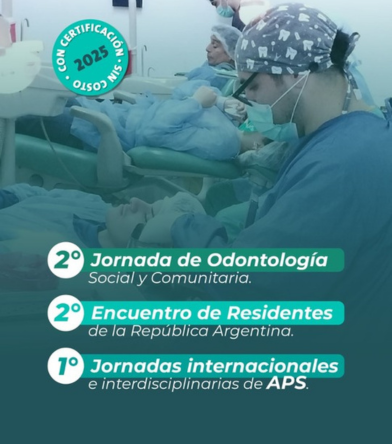 CON CERTIFICACIÓN • SIN COSTO •
2025
2° Jornada de Odontología
Social y Comunitaria.
2° Encuentro de Residentes
de la República Argentina.
1° Jornadas internacionales
e interdisciplinarias de APS.